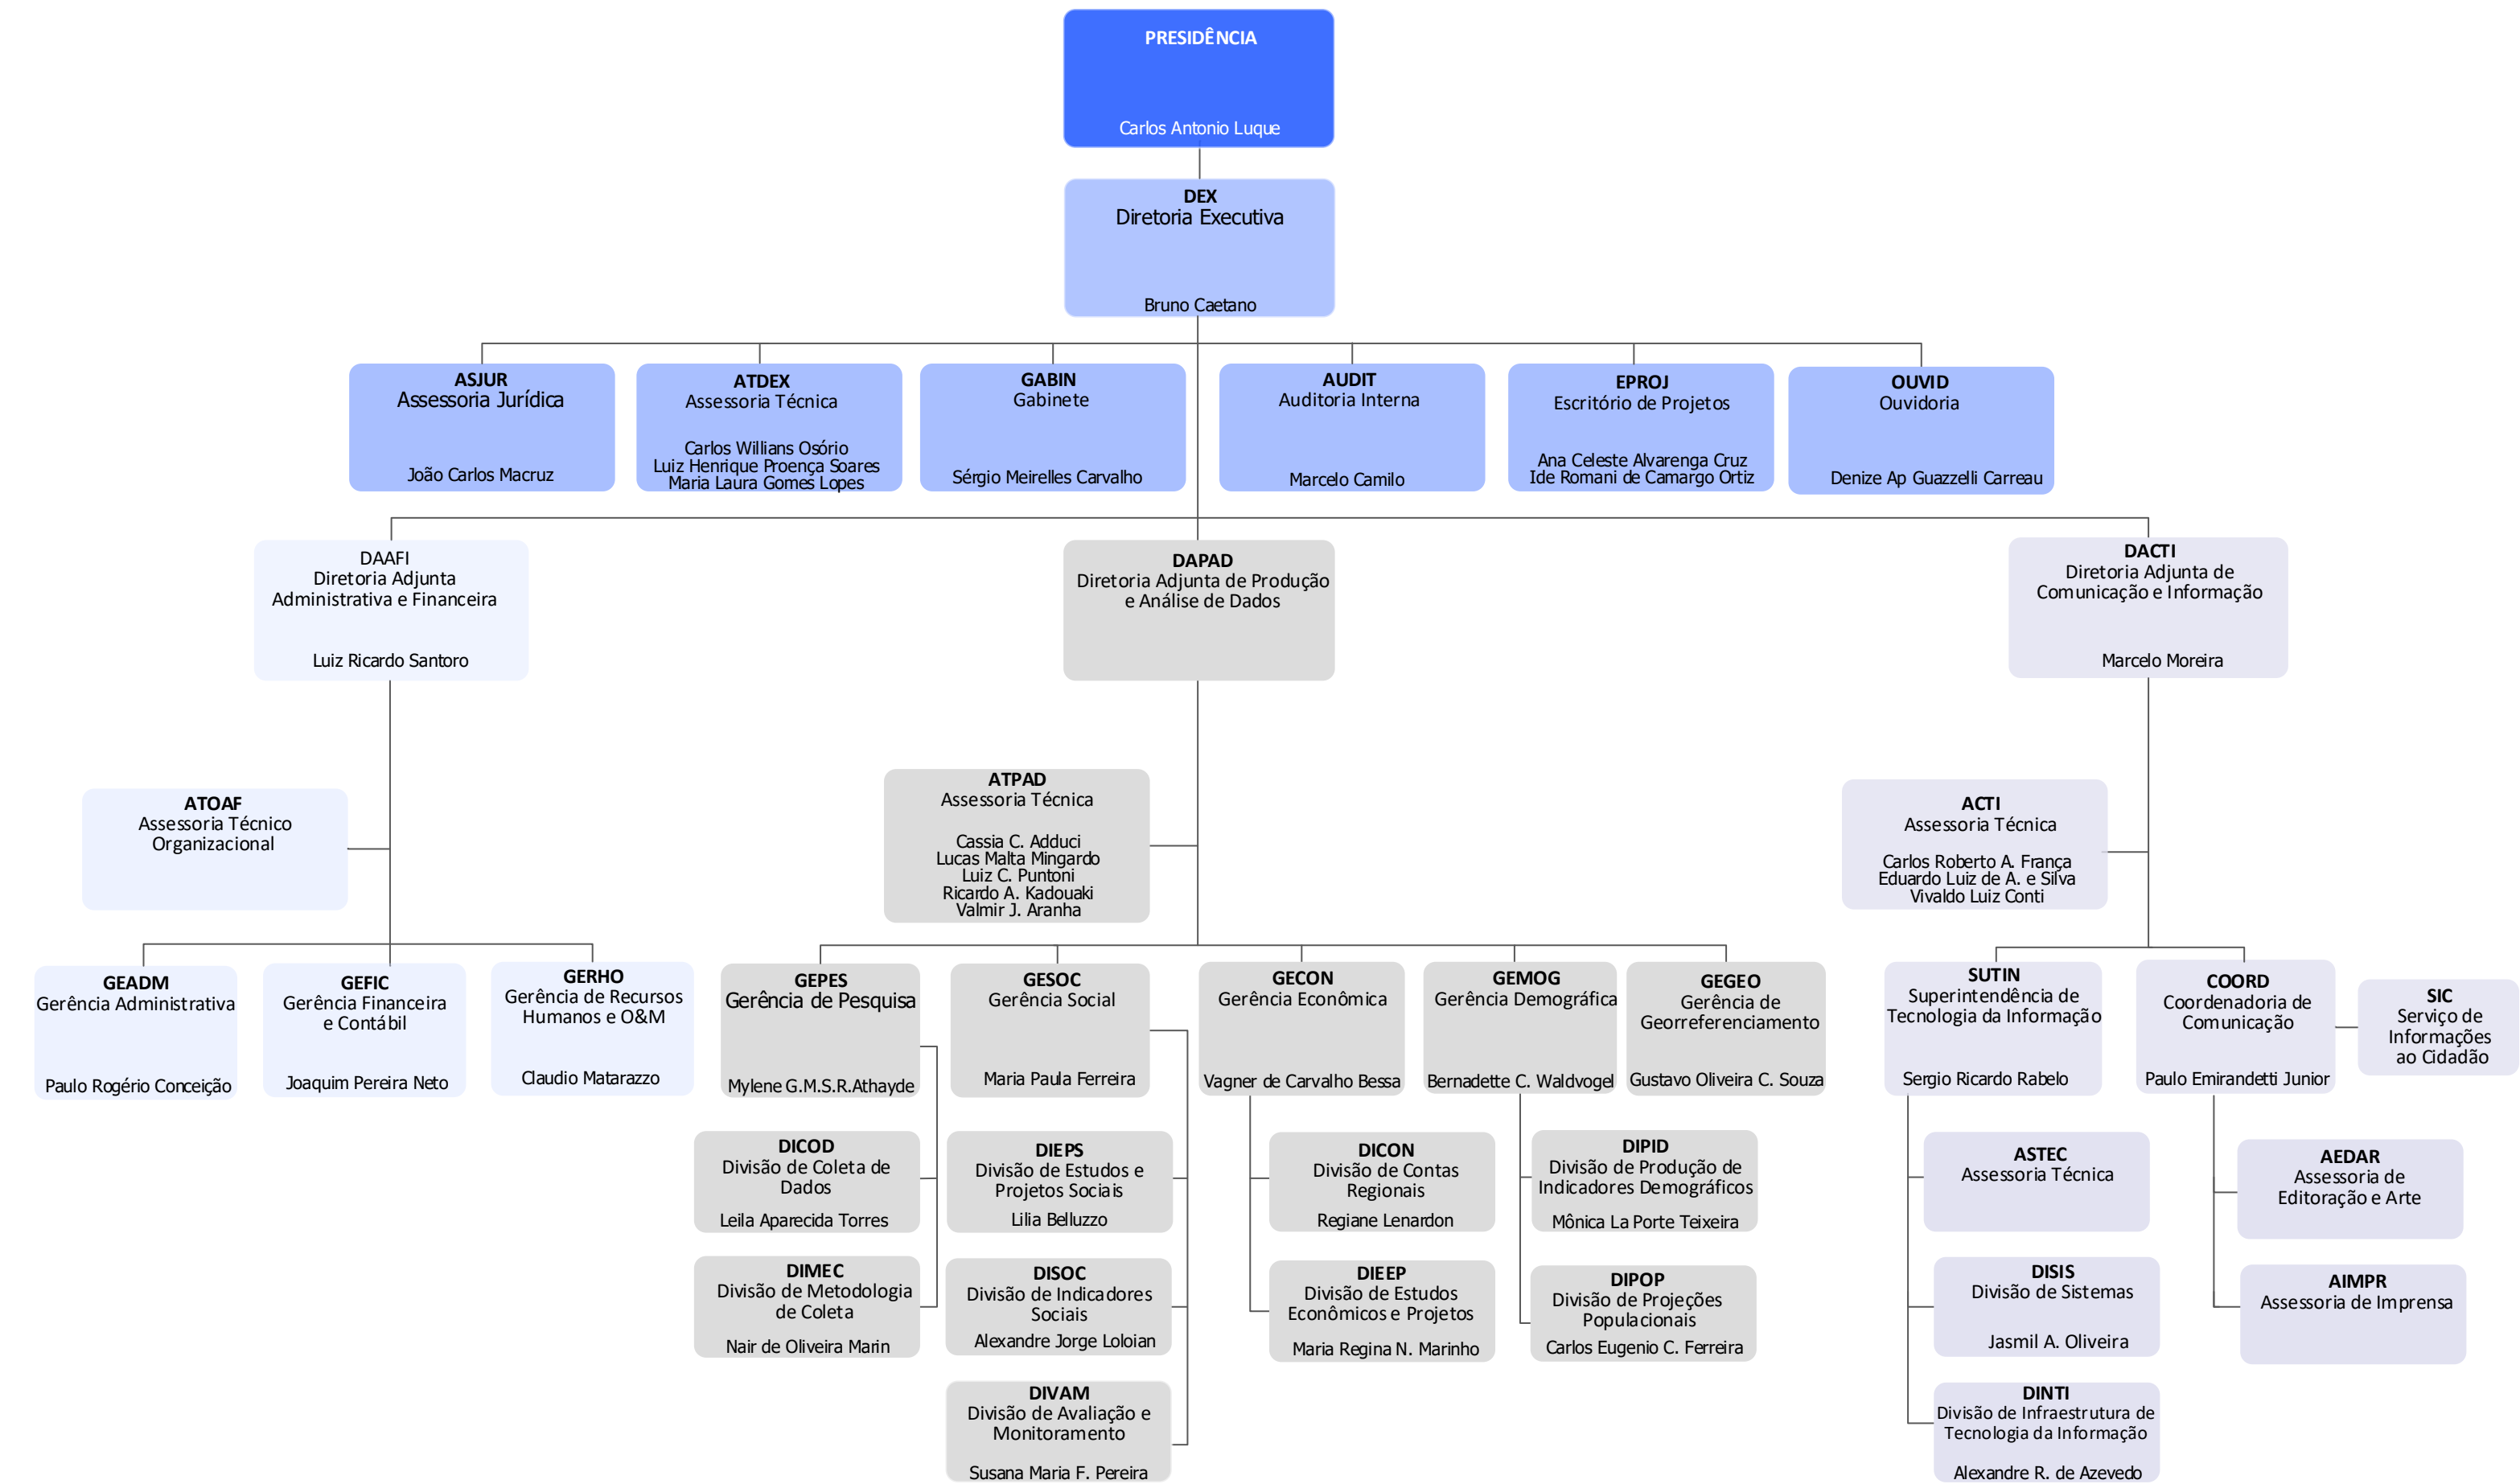 PRESIDÊNCIA
Carlos Antonio Luque
DEX
Diretoria Executiva
Bruno Caetano
ASJUR
Assessoria Jurídica
João Carlos Macruz
ATDEX
Assessoria Técnica
Carlos Willians Osório
Luiz Henrique Proença Soares
Maria Laura Gomes Lopes
GABIN
Gabinete
Sérgio Meirelles Carvalho
AUDIT
Auditoria Interna
Marcelo Camilo
EPROJ
Escritório de Projetos
Ana Celeste Alvarenga Cruz
Ide Romani de Camargo Ortiz
OUVID
Ouvidoria
Denize Ap Guazzelli Carreau
DAAFI
Diretoria Adjunta
Administrativa e Financeira
Luiz Ricardo Santoro
DAPAD
Diretoria Adjunta de Produção
e Análise de Dados
DACTI
Diretoria Adjunta de
Comunicação e Informação
Marcelo Moreira
ATOAF
Assessoria Técnico
Organizacional
ATPAD
Assessoria Técnica
Cassia C. Adduci
Lucas Malta Mingardo
Luiz C. Puntoni
Ricardo A. Kadouaki
Valmir J. Aranha
ACTI
Assessoria Técnica
Carlos Roberto A. França
Eduardo Luiz de A. e Silva
Vivaldo Luiz Conti
GEADM
Gerência Administrativa
Paulo Rogério Conceição
GEFIC
Gerência Financeira
e Contábil
Joaquim Pereira Neto
GERHO
Gerência de Recursos
Humanos e O&M
Claudio Matarazzo
GEPES
Gerência de Pesquisa
Mylene G.M.S.R.Athayde
GESOC
Gerência Social
Maria Paula Ferreira
GECON
Gerência Econômica
Vagner de Carvalho Bessa
GEMOG
Gerência Demográfica
Bernadette C. Waldvogel
GEGEO
Gerência de
Georreferenciamento
Gustavo Oliveira C. Souza
SUTIN
Superintendência de
Tecnologia da Informação
Sergio Ricardo Rabelo
COORD
Coordenadoria de
Comunicação
Paulo Emirandetti Junior
SIC
Serviço de
Informações
ao Cidadão
DICOD
Divisão de Coleta de
Dados
Leila Aparecida Torres
DIEPS
Divisão de Estudos e
Projetos Sociais
Lilia Belluzzo
DICON
Divisão de Contas
Regionais
Regiane Lenardon
DIPID
Divisão de Produção de
Indicadores Demográficos
Mônica La Porte Teixeira
ASTEC
Assessoria Técnica
AEDAR
Assessoria de
Editoração e Arte
DIMEC
Divisão de Metodologia
de Coleta
Nair de Oliveira Marin
DISOC
Divisão de Indicadores
Sociais
Alexandre Jorge Loloian
DIEEP
Divisão de Estudos
Econômicos e Projetos
Maria Regina N. Marinho
DIPOP
Divisão de Projeções
Populacionais
Carlos Eugenio C. Ferreira
DISIS
Divisão de Sistemas
Jasmil A. Oliveira
AIMPR
Assessoria de Imprensa
DIVAM
Divisão de Avaliação e
Monitoramento
Susana Maria F. Pereira
DINTI
Divisão de Infraestrutura de
Tecnologia da Informação
Alexandre R. de Azevedo